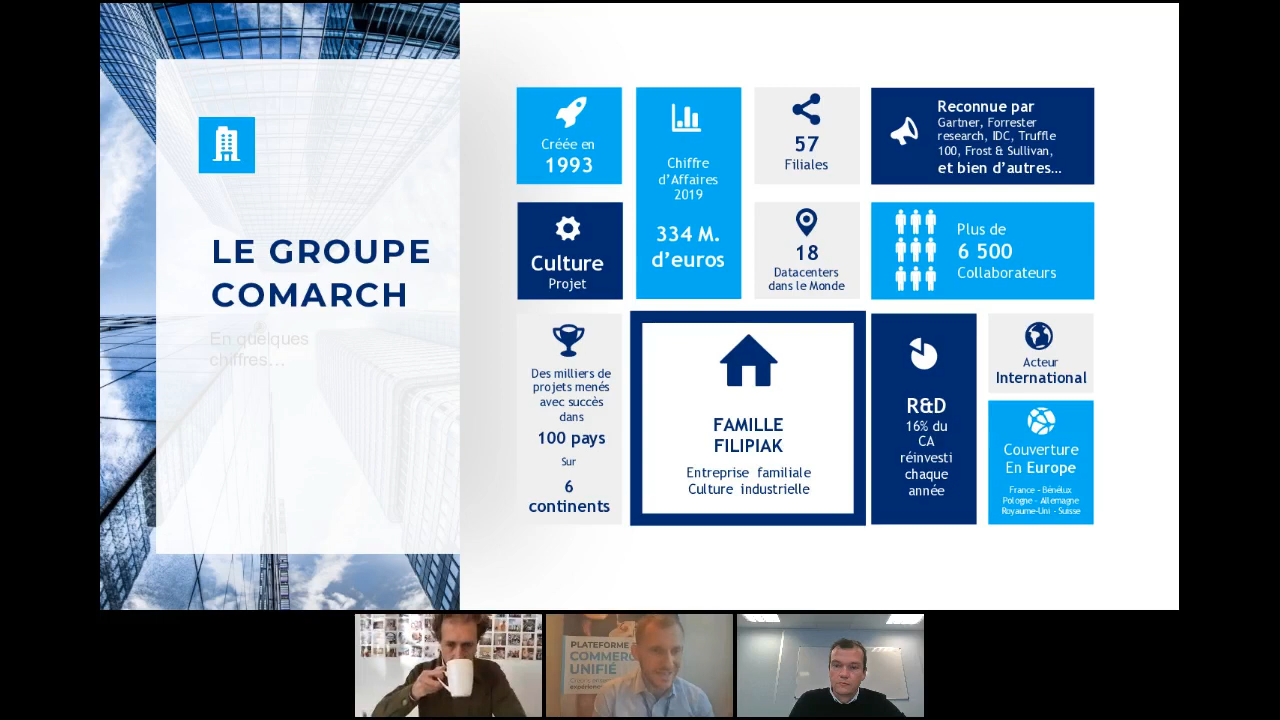 LE GROUPE
COMARCH
En quelques
chiffres...
Créée en
1993
Chiffre
d'Affaires
2019
334 M.
d'euros
57
Filiales
Reconnue par
Gartner, Forrester
research, IDC, Truffle
100, Frost & Sullivan,
et bien d'autres...
Culture
Projet
18
Datacenters
dans le Monde
Plus de
6 500
Collaborateurs
Des milliers de
projets menés
avec succès
dans
100 pays
Sur
6
continents
FAMILLE
FILIPIAK
Entreprise familiale
Culture industrielle
R&D
16% du
CA
réinvesti
chaque
année
Acteur
International
Couverture
En Europe
France - Bénélux
Pologne - Allemagne
Royaume-Uni - Suisse
PLATEFORME
COMMERC
UNIFIÉ